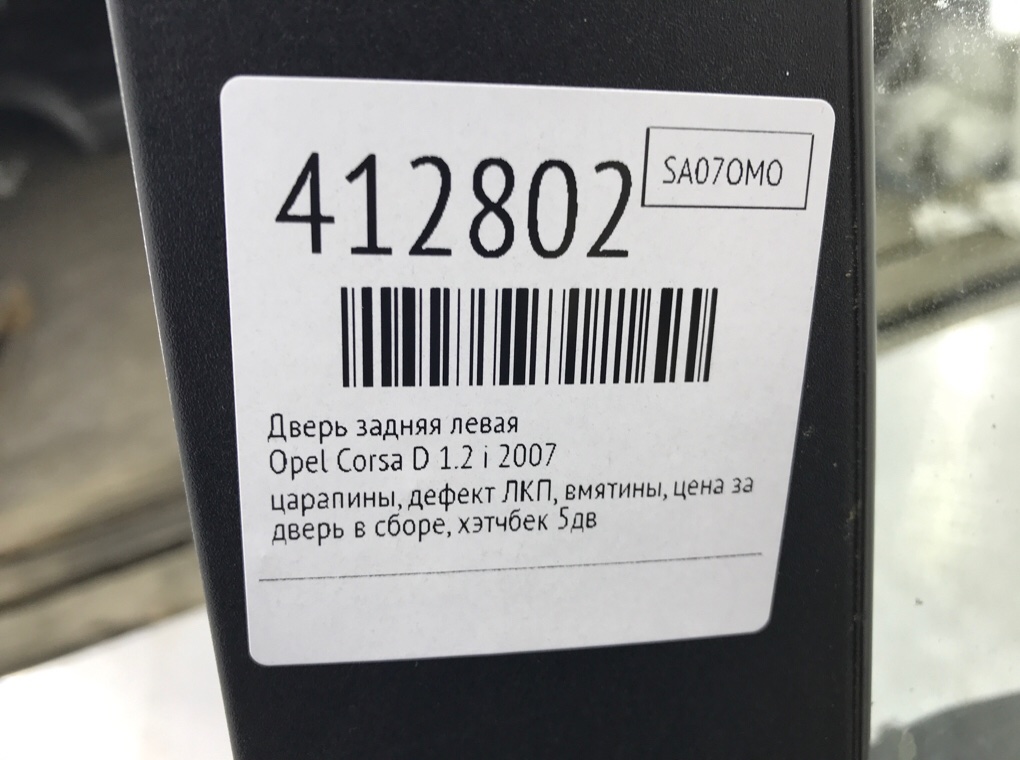 412802
SA07OMO
Дверь задняя левая
Opel Corsa D 1.2 i 2007
царапины, дефект ЛКП, вмятины, цена за
дверь в сборе, хэтчбек 5дв